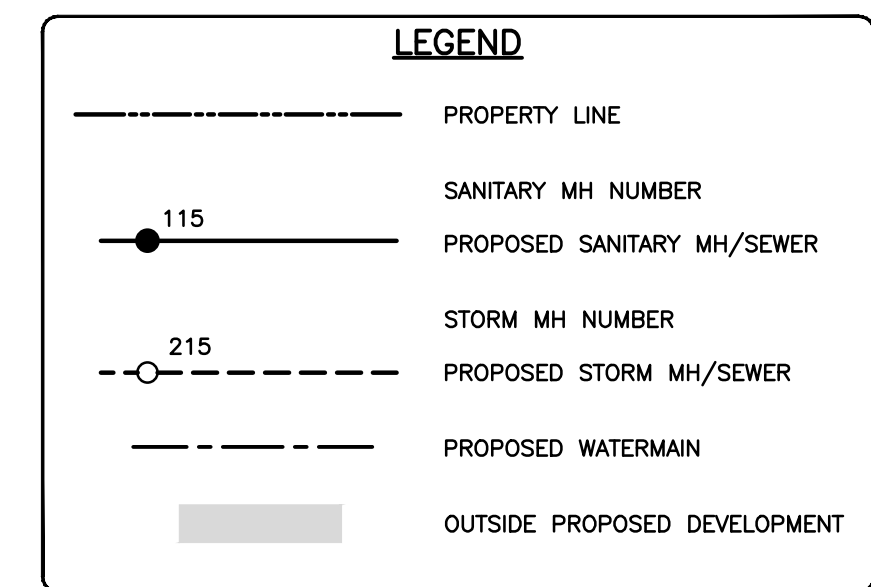 LEGEND
PROPERTY LINE
SANITARY MH NUMBER
115
PROPOSED SANITARY MH/SEWER
STORM MH NUMBER
215
PROPOSED STORM MH/SEWER
PROPOSED WATERMAIN
OUTSIDE PROPOSED DEVELOPMENT